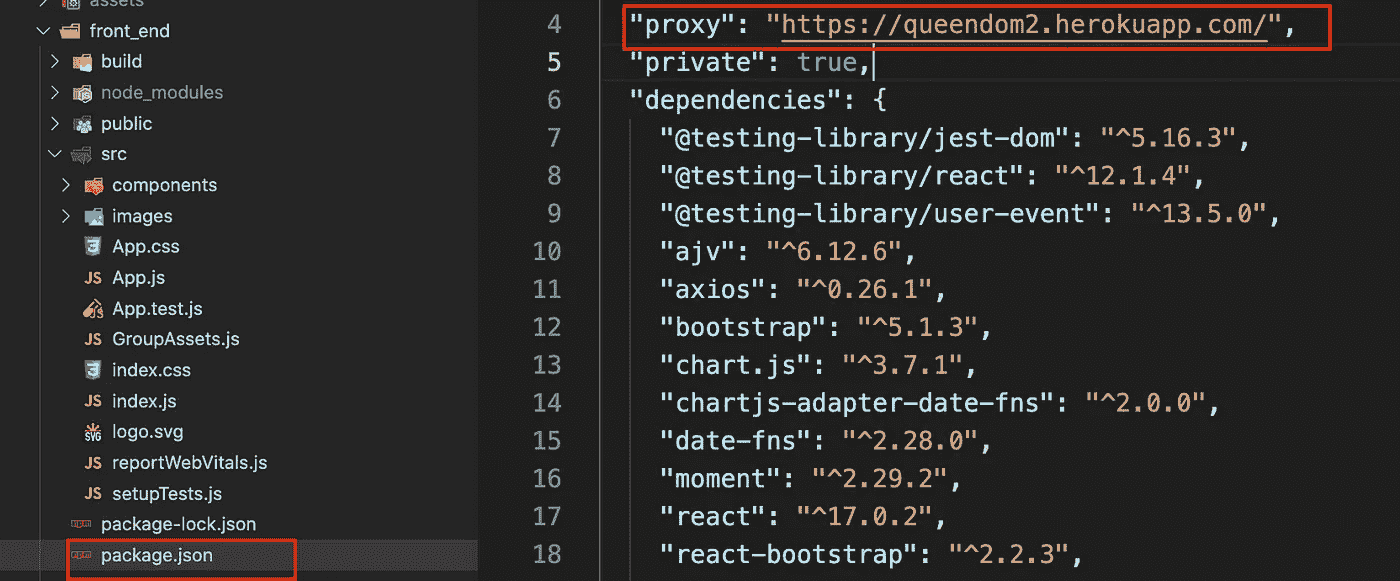 assets
front_end
build
node_modules
public
src
components
images
App.css
JS App.js
App.test.js
JS GroupAssets.js
index.css
JS index.js
SVG logo.svg
JS reportWebVitals.js
JS setupTests.js
package-lock.json
package.json
4 "proxy": "https://queendom2.herokuapp.com/",
5 "private": true,
6 "dependencies": {
7 "@testing-library/jest-dom": "^5.16.3",
8 "@testing-library/react": "^12.1.4",
9 "@testing-library/user-event": "^13.5.0",
10 "ajv": "^6.12.6",
11 "axios": "^0.26.1",
12 "bootstrap": "^5.1.3",
13 "chart.js": "^3.7.1",
14 "chartjs-adapter-date-fns": "^2.0.0",
15 "date-fns": "^2.28.0",
16 "moment": "^2.29.2",
17 "react": "^17.0.2",
18 "react-bootstrap": "^2.2.3",